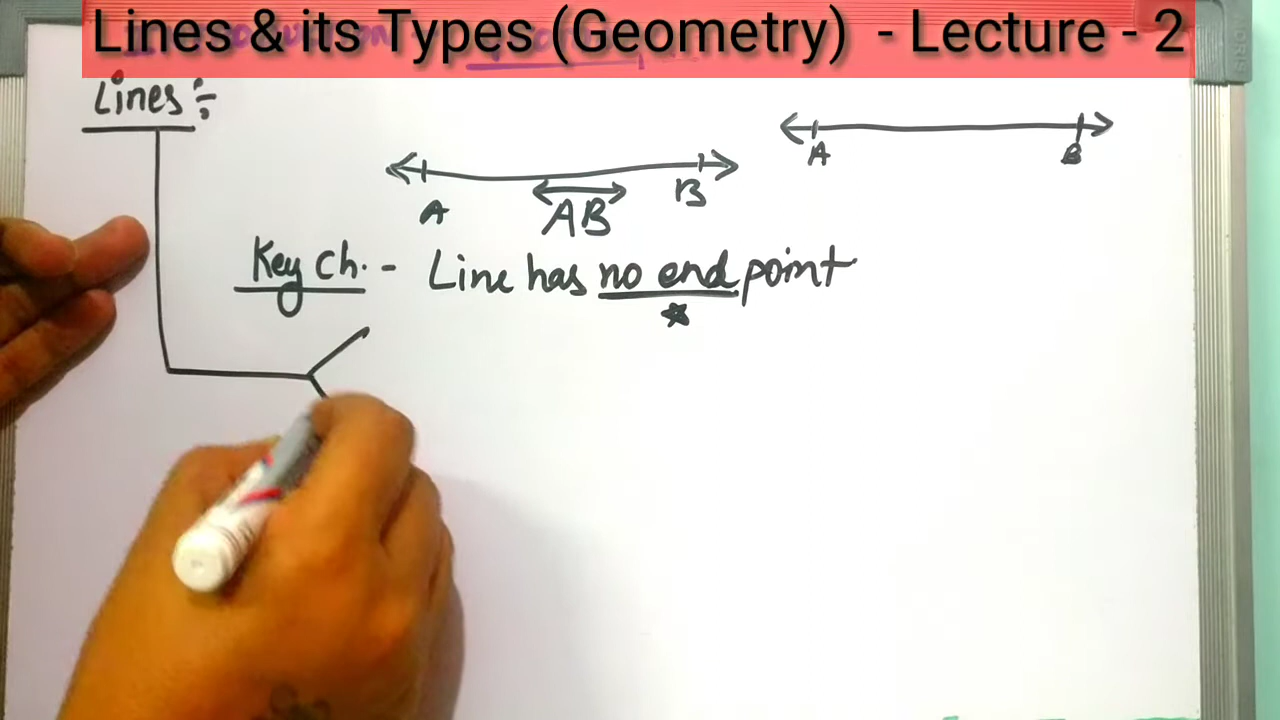 Lines & its Types (Geometry) - Lecture - 2
Lines :-
A B
A B
AB
Key Ch. - Line has no end point